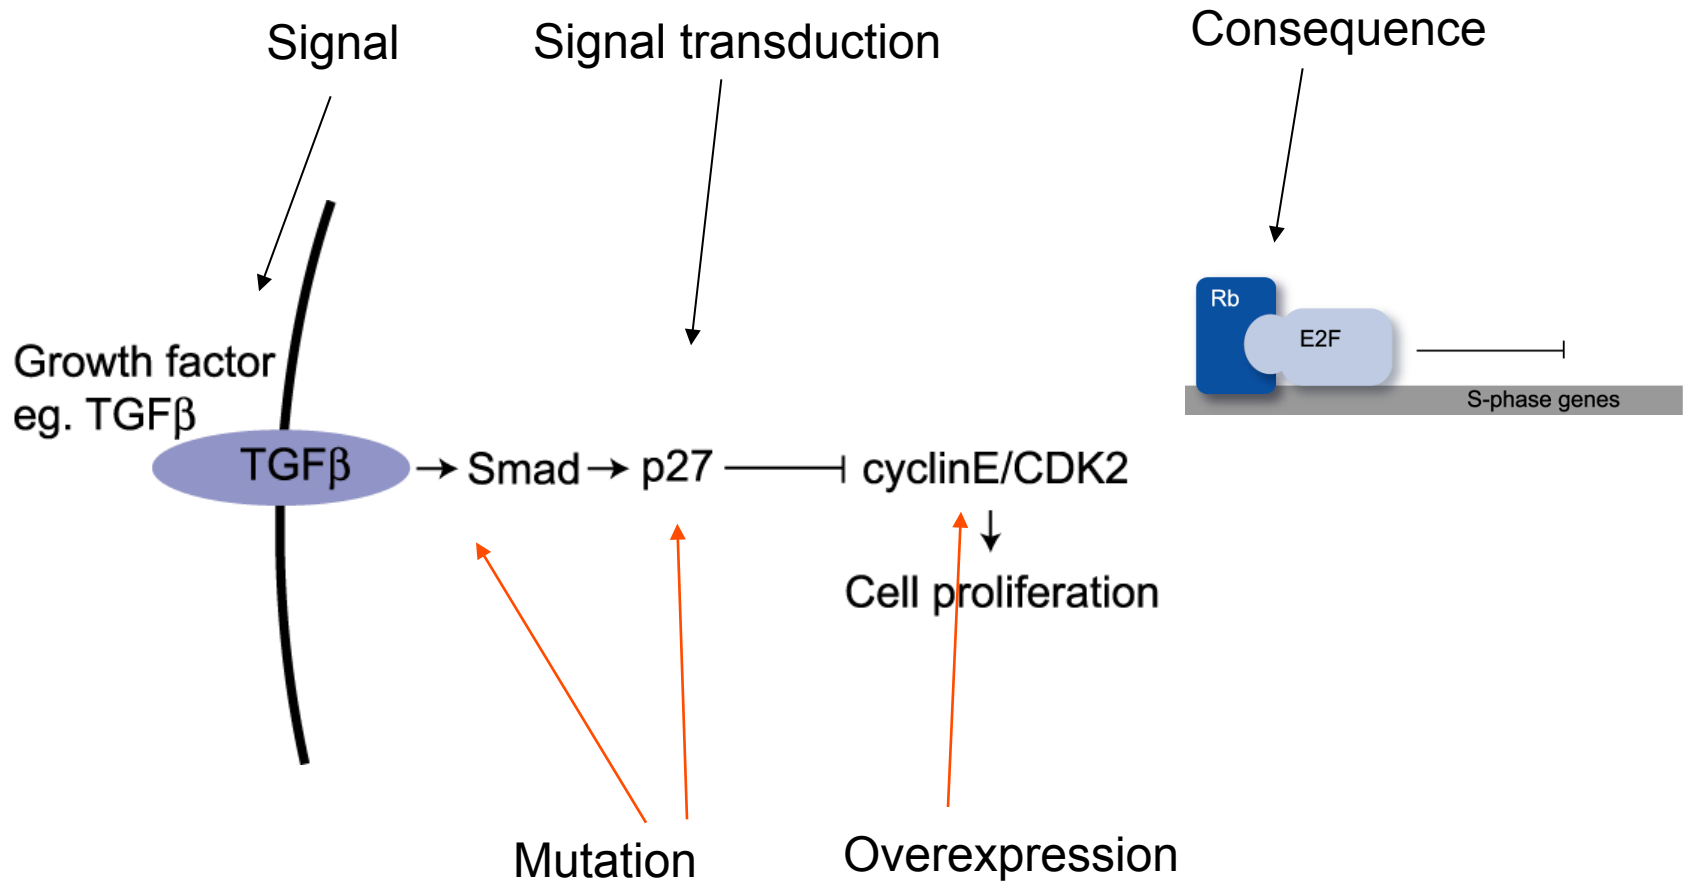 Signal
Signal transduction
Consequence
Rb
E2F
S-phase genes
Growth factor
eg. TGFβ
TGFβ
Smad
p27
cyclinE/CDK2
Cell proliferation
Mutation
Overexpression